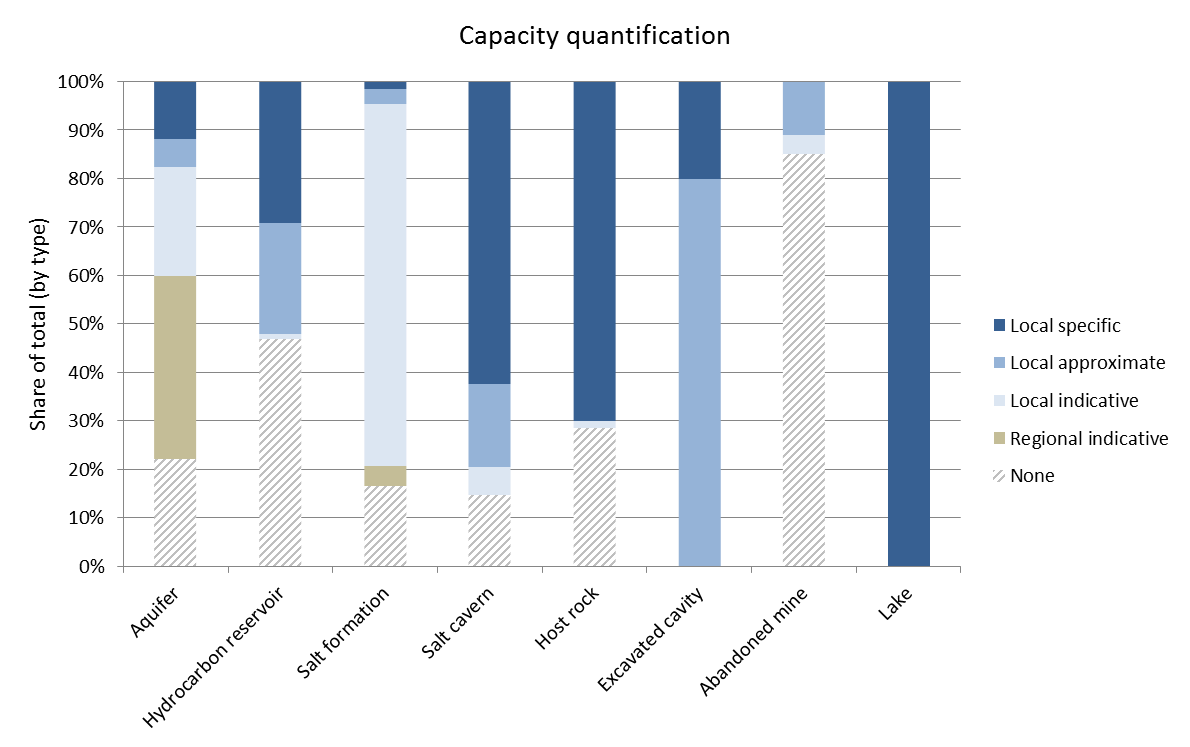 Capacity quantification
Share of total (by type)
100%
90%
80%
70%
60%
50%
40%
30%
20%
10%
0%
Aquifer
Hydrocarbon reservoir
Salt formation
Salt cavern
Host rock
Excavated cavity
Abandoned mine
Lake
Local specific
Local approximate
Local indicative
Regional indicative
None